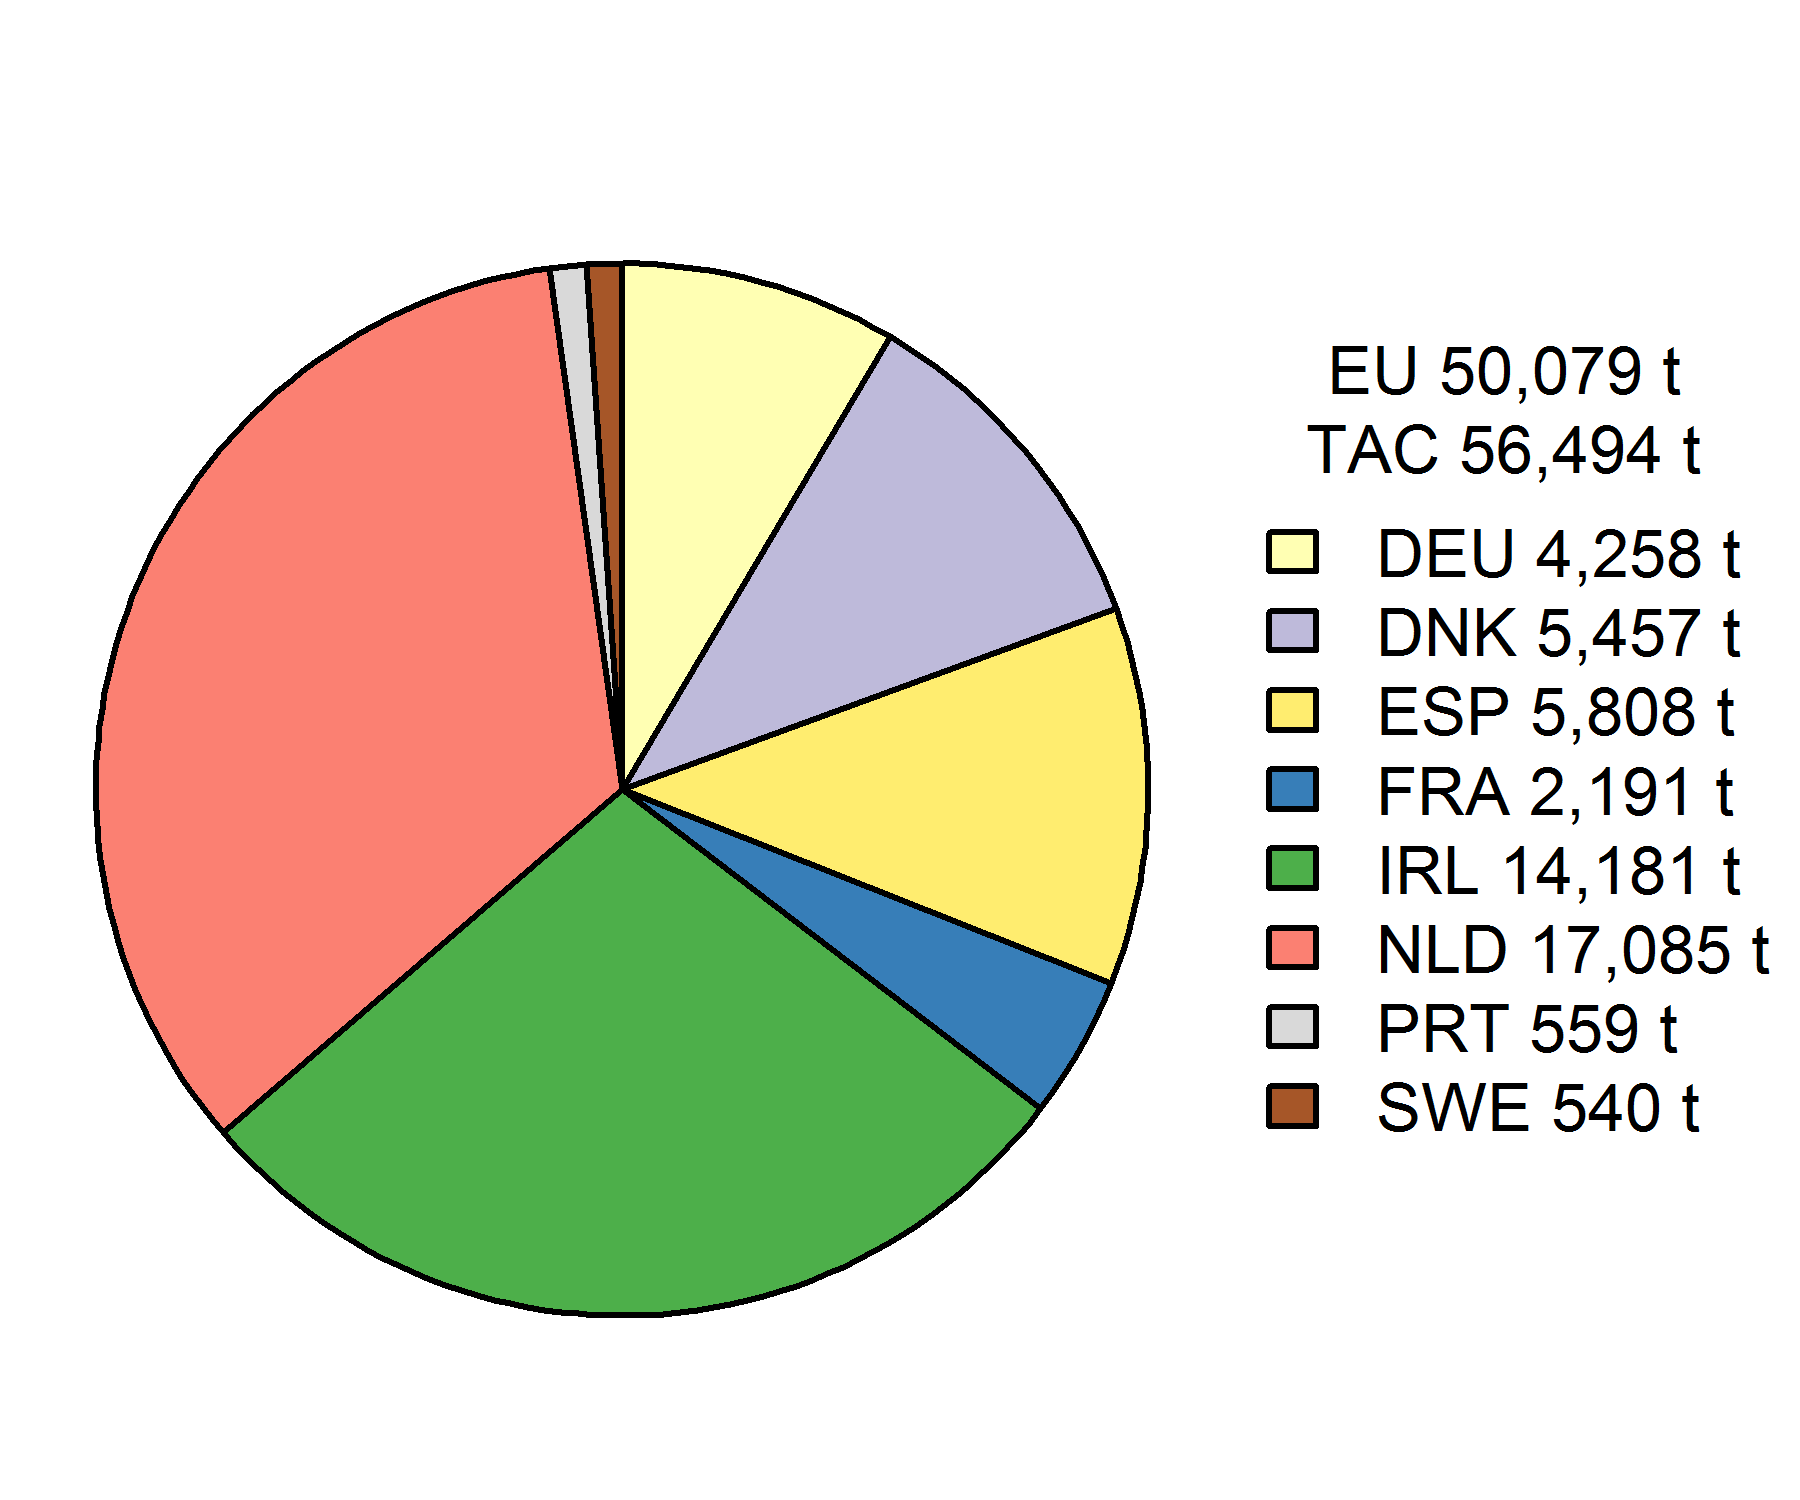 EU 50,079 t
TAC 56,494 t
DEU 4,258 t
DNK 5,457 t
ESP 5,808 t
FRA 2,191 t
IRL 14,181 t
NLD 17,085 t
PRT 559 t
SWE 540 t